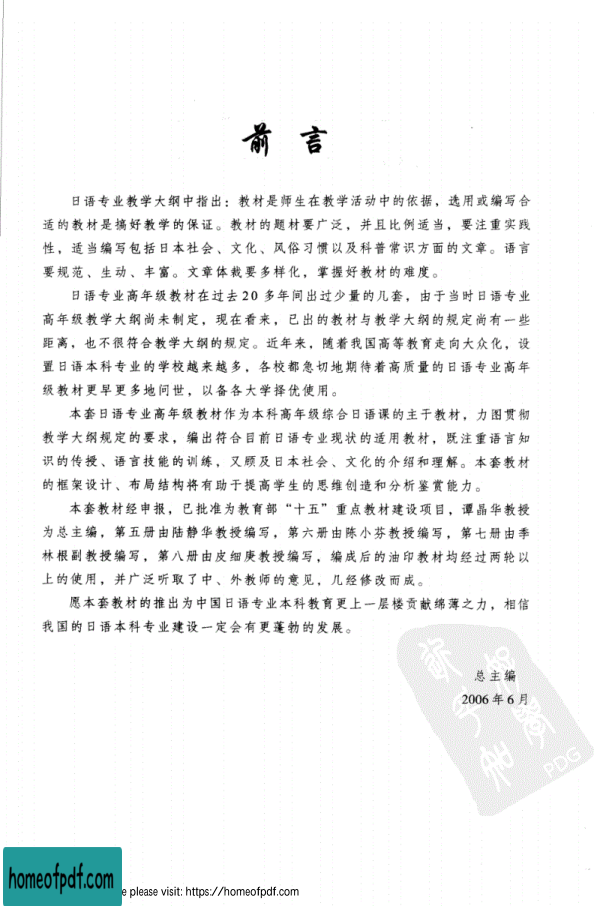 前言
日语专业教学大纲中指出：教材是师生在教学活动中的依据，选用或编写合
适的教材是搞好教学的保证。教材的题材要广泛，并且比例适当，要注重实践
性，适当编写包括日本社会、文化、风俗习惯以及科普常识方面的文章。语言
要规范、生动、丰富。文章体裁要多样化，掌握好教材的难度。
日语专业高年级教材在过去20多年间出过少量的几套，由于当时日语专业
高年级教学大纲尚未制定，现在看来，已出的教材与教学大纲的规定尚有一些
距离，也不很符合教学大纲的规定。近年来，随着我国高等教育走向大众化，设
置日语本科专业的学校越来越多，各校都急切地期待着高质量的日语专业高年
级教材更早更多地问世，以备各大学择优使用。
本套日语专业高年级教材作为本科高年级综合日语课的主干教材，力图贯彻
教学大纲规定的要求，编出符合目前日语专业现状的适用教材，既注重语言知
识的传授、语言技能的训练，又顾及日本社会、文化的介绍和理解。本套教材
的框架设计、布局结构将有助于提高学生的思维创造和分析鉴赏能力。
本套教材经申报，已批准为教育部“十五”重点教材建设项目，谭晶华教授
为总主编，第五册由陆静华教授编写，第六册由陈小芬教授编写，第七册由季
林根副教授编写，第八册由皮细庚教授编写，编成后的油印教材均经过两轮以
上的使用，并广泛听取了中、外教师的意见，几经修改而成。
愿本套教材的推出为中国日语专业本科教育更上一层楼贡献绵薄之力，相信
我国的日语本科专业建设一定会有更蓬勃的发展。
总主编
2006年6月
PDG
homeofpdf.com
e please visit: https://homeofpdf.com